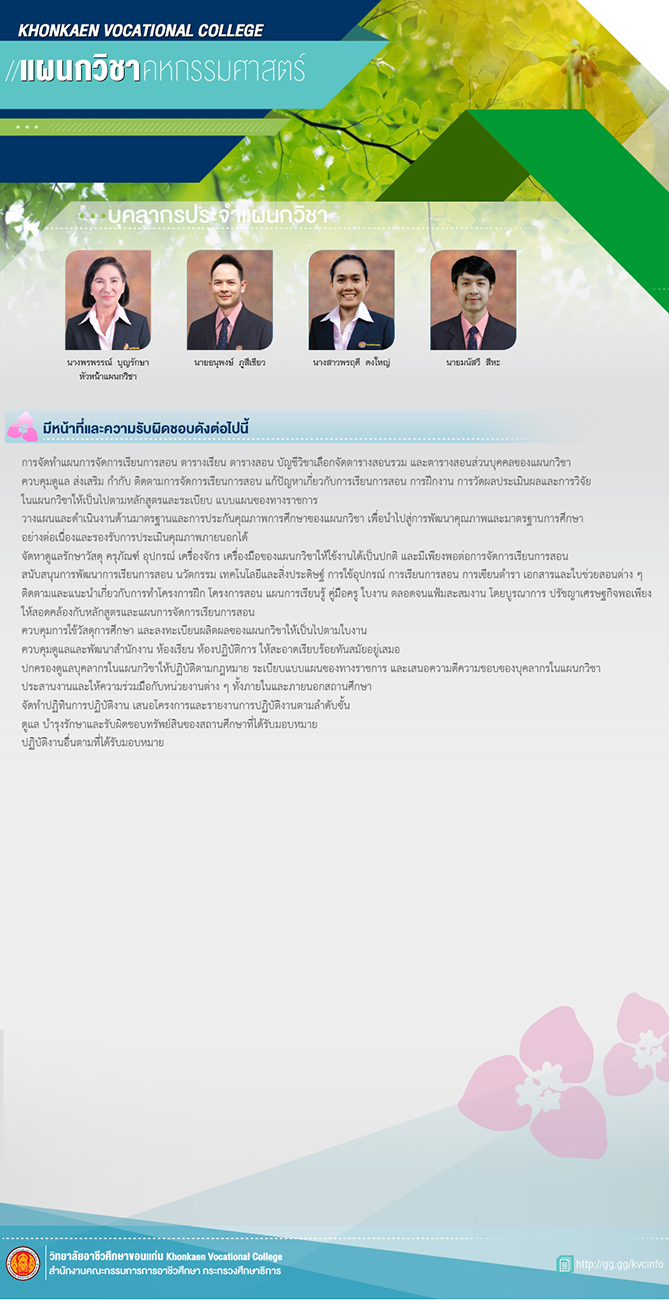 KHONKAEN VOCATIONAL COLLEGE
//แผนกวิชาคหกรรมศาสตร์
บุคลากรประจำแผนกวิชา
นางพรพรรณ์ บุญรักษา
หัวหน้าแผนกวิชา
นายอนุพงษ์ ภูสีเขียว
นางสาวพรฤศี ดงใหญ่
นายมนัสวี สีหะ
มีหน้าที่และความรับผิดชอบดังต่อไปนี้
การจัดทำแผนการจัดการเรียนการสอน ตารางเรียน ตารางสอน บัญชีวิชาเลือกจัดตารางสอนรวม และตารางสอนส่วนบุคคลของแผนกวิชา
ควบคุมดูแล ส่งเสริม กำกับ ติดตามการจัดการเรียนการสอน แก้ปัญหาเกี่ยวกับการเรียนการสอน การฝึกงาน การวัดผลประเมินผลและการวิจัย
ในแผนกวิชาให้เป็นไปตามหลักสูตรและระเบียบ แบบแผนของทางราชการ
วางแผนและดำเนินงานด้านมาตรฐานและการประกันคุณภาพการศึกษาของแผนกวิชา เพื่อนำไปสู่การพัฒนาคุณภาพและมาตรฐานการศึกษา
อย่างต่อเนื่องและรองรับการประเมินคุณภาพภายนอกได้
จัดหาดูแลรักษาวัสดุ ครุภัณฑ์ อุปกรณ์ เครื่องจักร เครื่องมือของแผนกวิชาให้ใช้งานได้เป็นปกติ และมีเพียงพอต่อการจัดการเรียนการสอน
สนับสนุนการพัฒนาการเรียนการสอน นวัตกรรม เทคโนโลยีและสิ่งประดิษฐ์ การใช้อุปกรณ์ การเรียนการสอน การเขียนตำรา เอกสารและใบช่วยสอนต่าง ๆ
ติดตามและแนะนำเกี่ยวกับการทำโครงการฝึก โครงการสอน แผนการเรียนรู้ คู่มือครู ใบงาน ตลอดจนแฟ้มสะสมงาน โดยบูรณาการ ปรัชญาเศรษฐกิจพอเพียง
ให้สอดคล้องกับหลักสูตรและแผนการจัดการเรียนการสอน
ควบคุมการใช้วัสดุการศึกษา และลงทะเบียนผลิตผลของแผนกวิชาให้เป็นไปตามใบงาน
ควบคุมดูแลและพัฒนาสำนักงาน ห้องเรียน ห้องปฏิบัติการ ให้สะอาดเรียบร้อยทันสมัยอยู่เสมอ
ปกครองดูแลบุคลากรในแผนกวิชาให้ปฏิบัติตามกฎหมาย ระเบียบแบบแผนของทางราชการ และเสนอความดีความชอบของบุคลากรในแผนกวิชา
ประสานงานและให้ความร่วมมือกับหน่วยงานต่าง ๆ ทั้งภายในและภายนอกสถานศึกษา
จัดทำปฏิทินการปฏิบัติงาน เสนอโครงการและรายงานการปฏิบัติงานตามลำดับขั้น
ดูแล บำรุงรักษาและรับผิดชอบทรัพย์สินของสถานศึกษาที่ได้รับมอบหมาย
ปฏิบัติงานอื่นตามที่ได้รับมอบหมาย
วิทยาลัยอาชีวศึกษาขอนแก่น Khonkaen Vocational College
สำนักงานคณะกรรมการการอาชีวศึกษา กระทรวงศึกษาธิการ
http://gg.gg/kvcinfo